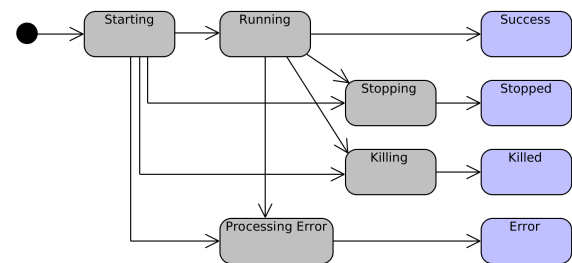 Starting
Running
Success
Stopping
Stopped
Killing
Killed
Processing Error
Error